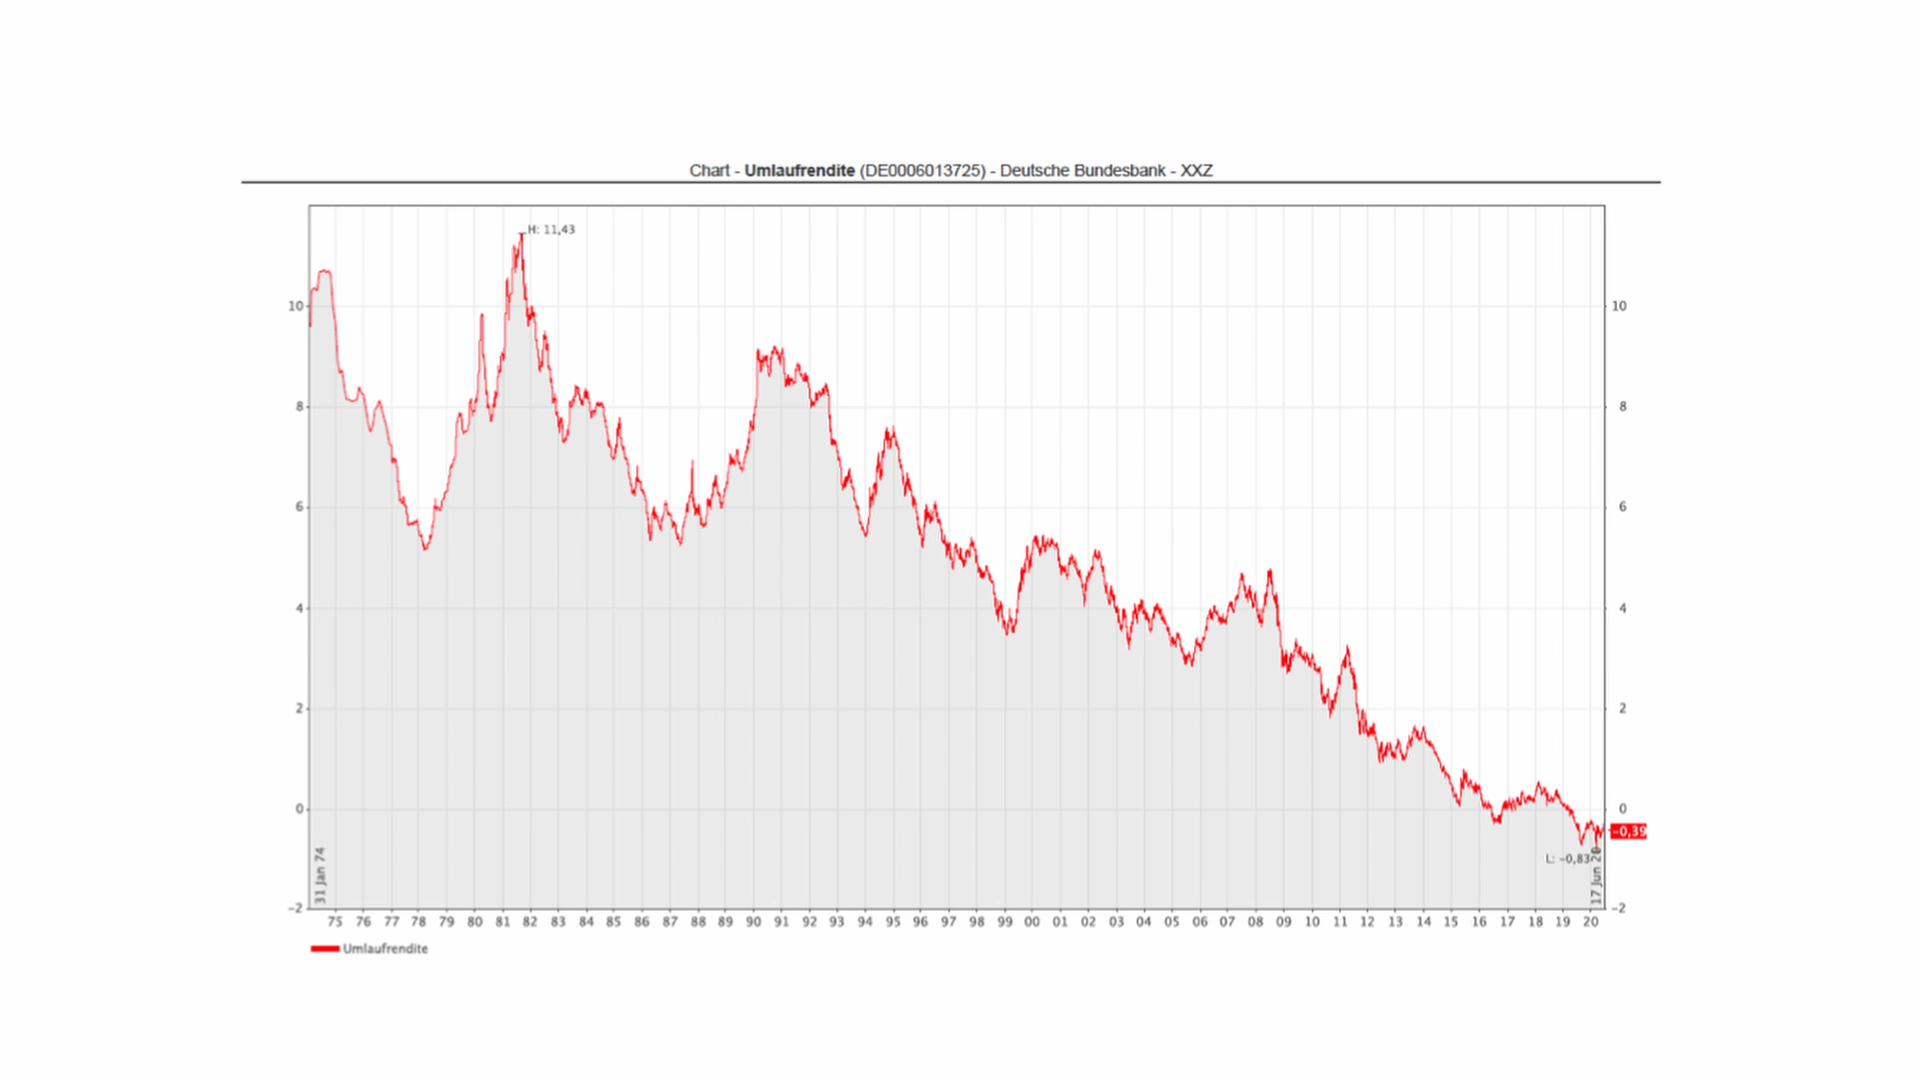 Chart - Umlaufrendite (DE0006013725) - Deutsche Bundesbank - XXZ
H: 11,43
10 10
8 8
6 6
4 4
2 2
0 0
-0,39
L: -0,83
31 Jan 74
17 Jun 20
-2 -2
75 76 77 78 79 80 81 82 83 84 85 86 87 88 89 90 91 92 93 94 95 96 97 98 99 00 01 02 03 04 05 06 07 08 09 10 11 12 13 14 15 16 17 18 19 20
Umlaufrendite